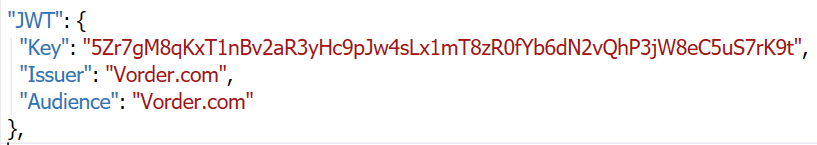 "JWT": {
"Key": "5Zr7gM8qKxT1nBv2aR3yHc9pJw4sLx1mT8zR0fYb6dN2vQhP3jW8eC5uS7rK9t",
"Issuer": "Vorder.com",
"Audience": "Vorder.com"
},